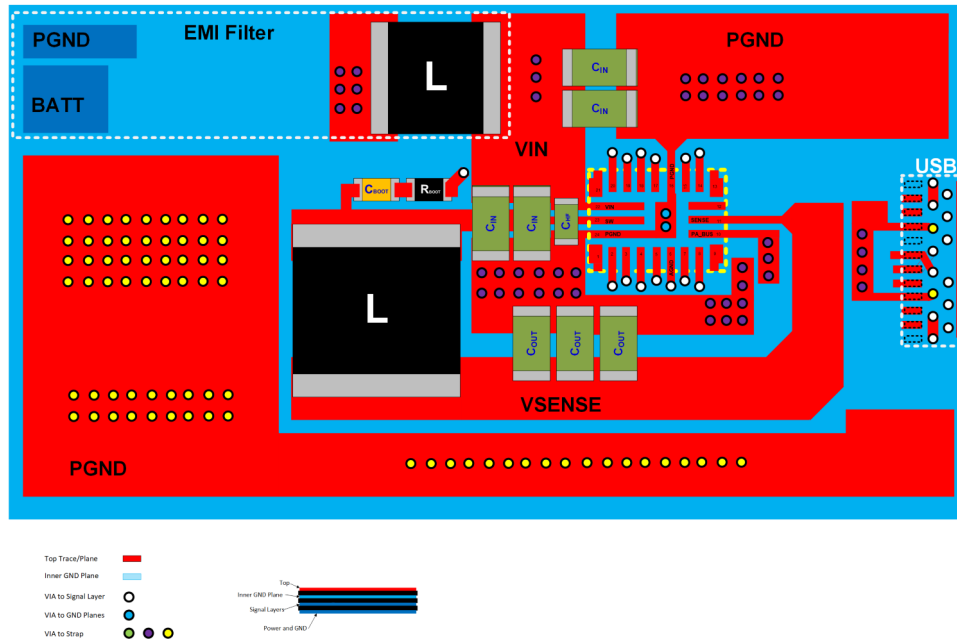 PGND
EMI Filter
BATT
L
CIN
CIN
PGND
VIN
USB
CBOOT
RBOOT
CIN
CIN
CHP
VIN
SW
PGND
SENSE
PA_BUS
L
COUT
COUT
COUT
VSENSE
PGND
Top Trace/Plane
Inner GND Plane
VIA to Signal Layer
VIA to GND Planes
VIA to Strap
Top
Inner GND Plane
Signal Layers
Power and GND